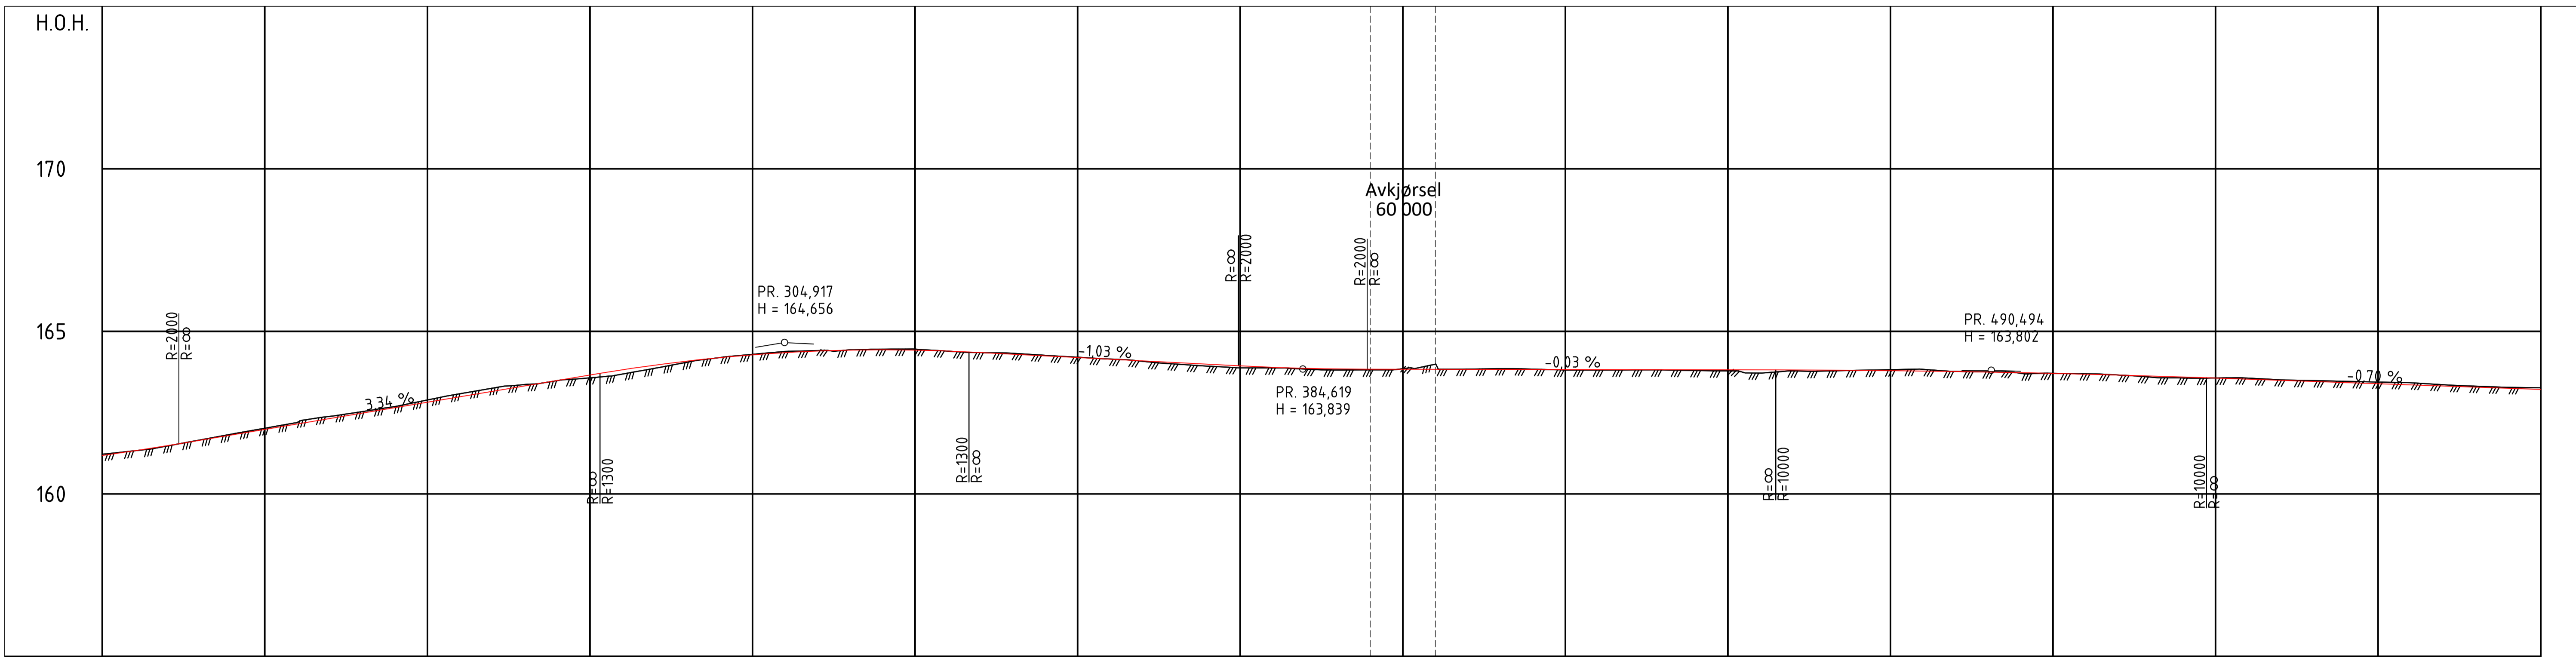 H.O.H.
170
165
160
R=2000
R=∞
3,34 %
R=∞
R=1300
PR. 304,917
H = 164,656
R=1300
R=∞
-1,03 %
R=∞
R=2000
PR. 384,619
H = 163,839
R=2000
R=∞
Avkjørsel
60 000
-0,03 %
R=∞
R=10000
PR. 490,494
H = 163,802
R=10000
R=∞
-0,70 %